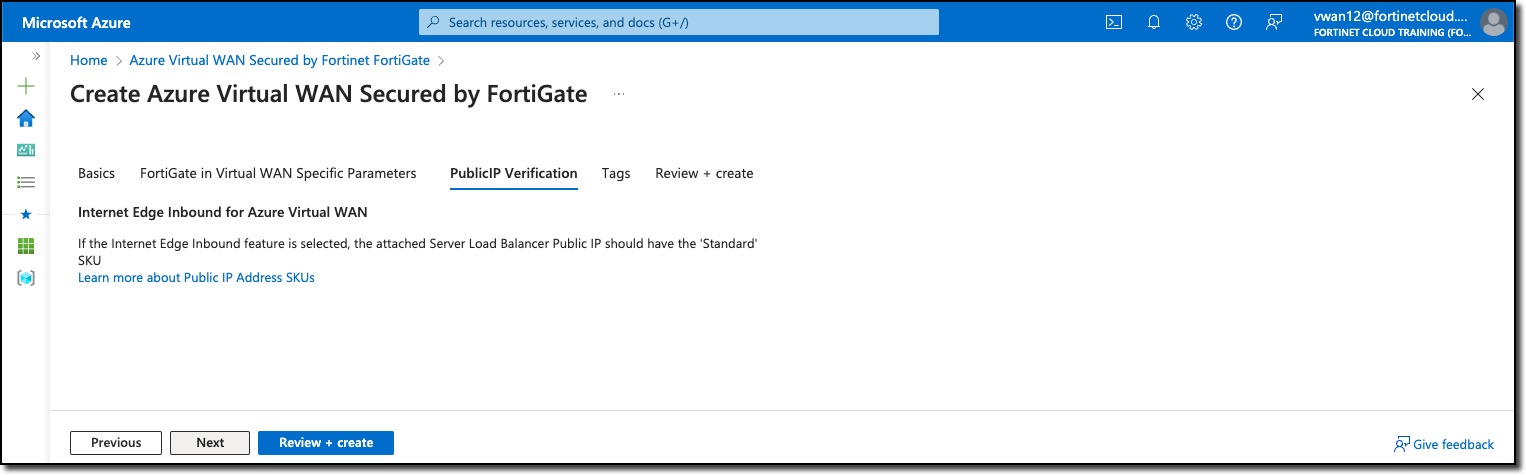 Microsoft Azure
Search resources, services, and docs (G+/)
vwan12@fortinetcloud....
FORTINET CLOUD TRAINING (FO...
Home > Azure Virtual WAN Secured by Fortinet FortiGate >
Create Azure Virtual WAN Secured by FortiGate ...
Basics FortiGate in Virtual WAN Specific Parameters PublicIP Verification Tags Review + create
Internet Edge Inbound for Azure Virtual WAN
If the Internet Edge Inbound feature is selected, the attached Server Load Balancer Public IP should have the 'Standard'
SKU
Learn more about Public IP Address SKUs
Previous Next Review + create
Give feedback